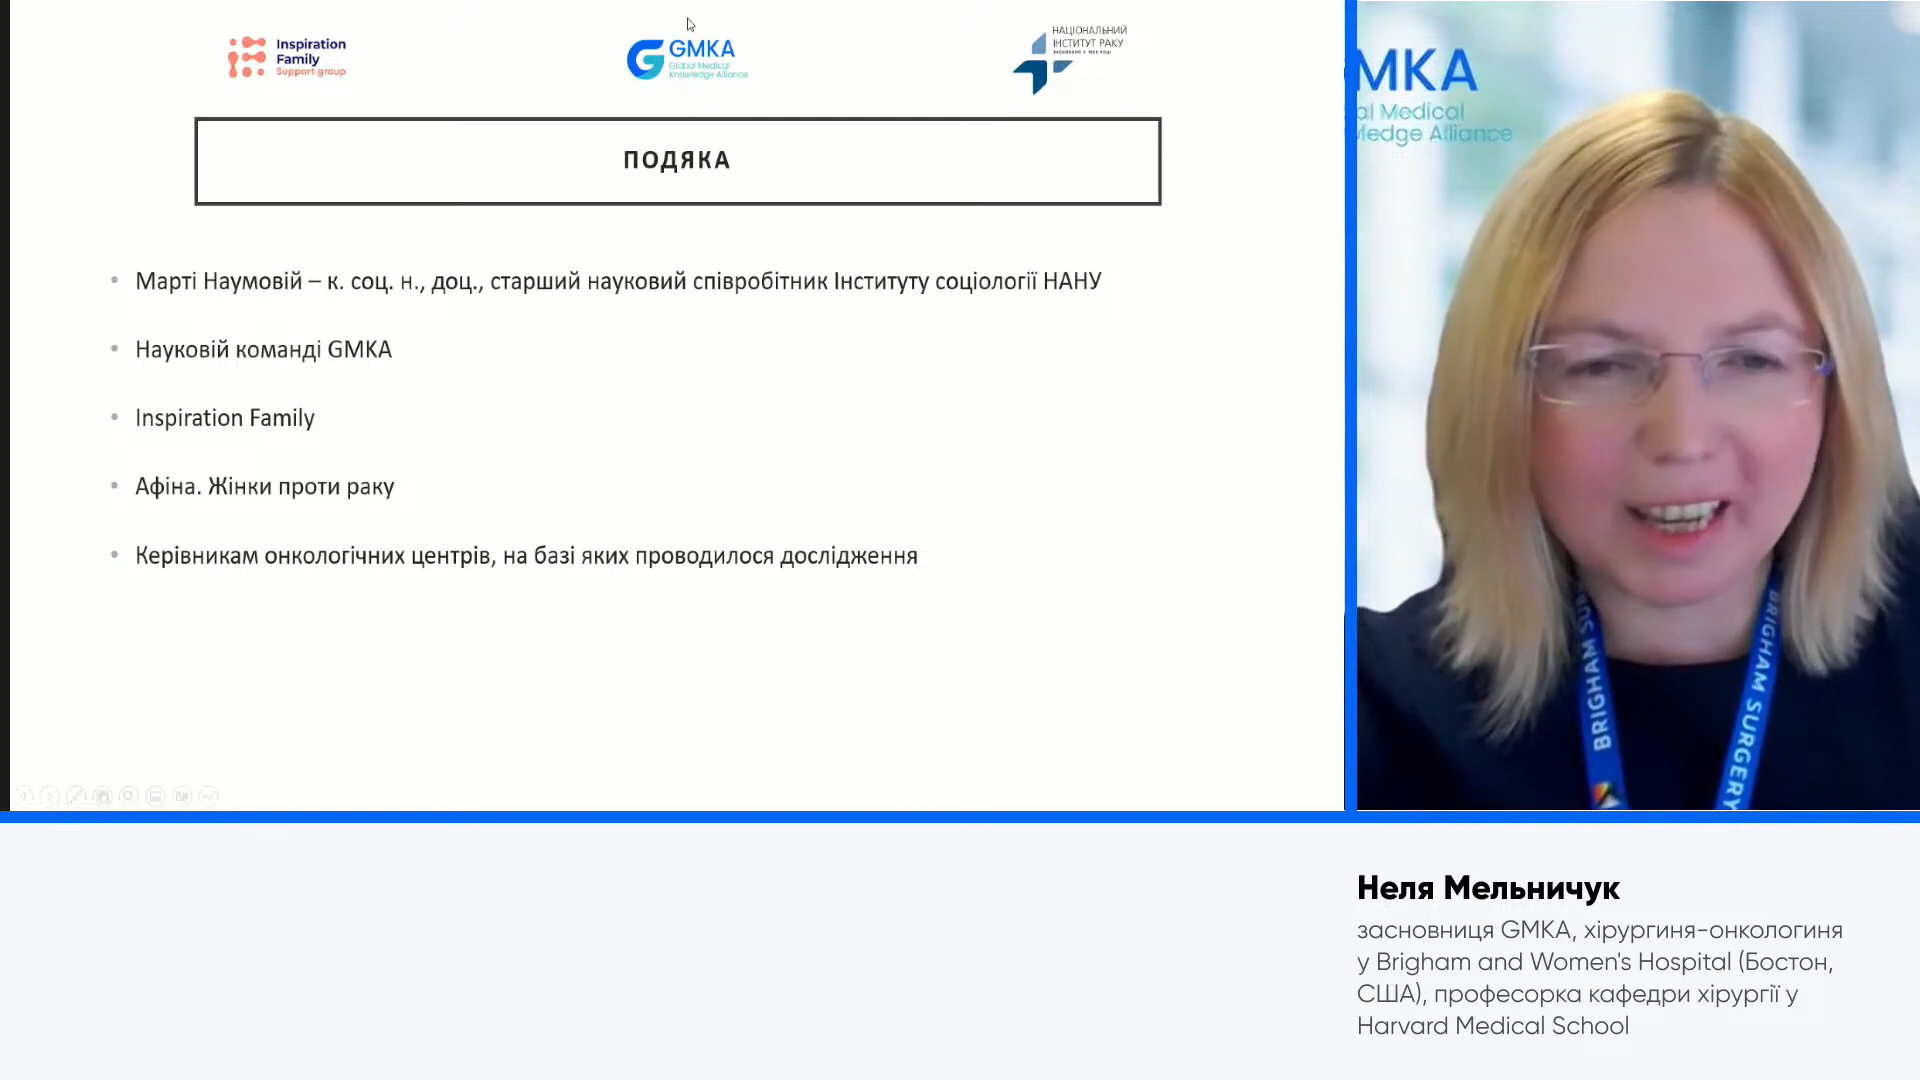 Inspiration
Family
Support group
GMKA
Global Medical
Knowledge Alliance
НАЦІОНАЛЬНИЙ
ІНСТИТУТ РАКУ
ПОДЯКА
• Марті Наумовій – к. соц. н., доц., старший науковий співробітник Інституту соціології НАНУ
• Науковій команді GMKA
• Inspiration Family
• Афіна. Жінки проти раку
• Керівникам онкологічних центрів, на базі яких проводилося дослідження
MKA
al Medical
ledge Alliance
BRIGHAM SU
BRIGHAM SURGERY
Неля Мельничук
засновниця GMKA, хірургиня-онкологиня
у Brigham and Women's Hospital (Бостон,
США), професорка кафедри хірургії у
Harvard Medical School